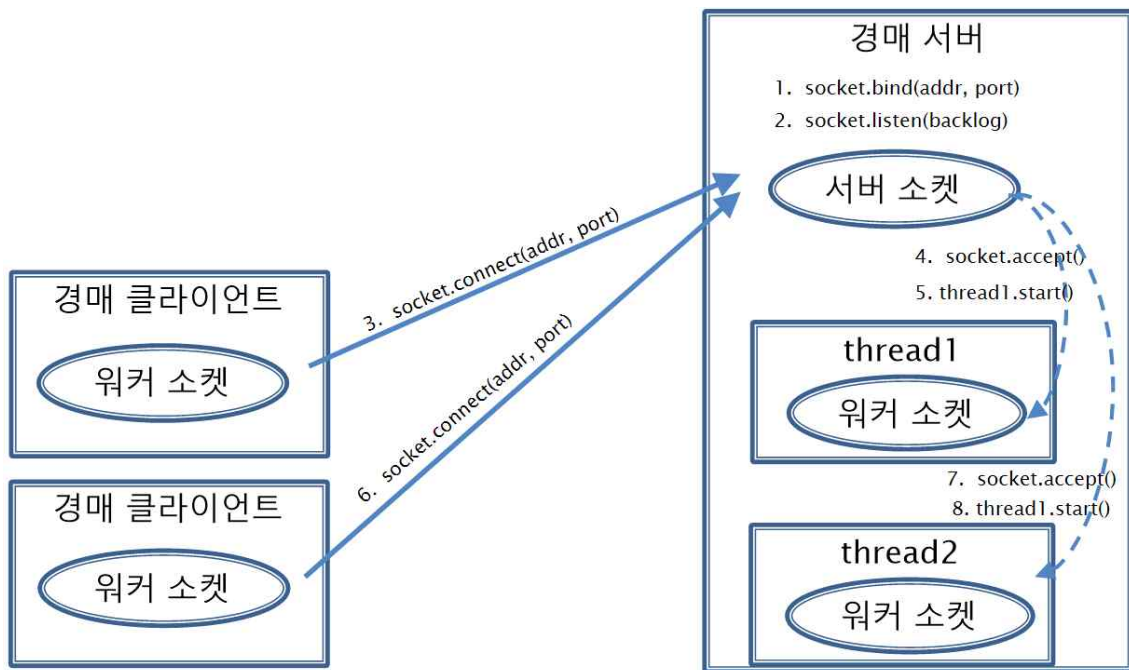 경매 서버
1. socket.bind(addr, port)
2. socket.listen(backlog)
서버 소켓
3. socket.connect(addr, port)
4. socket.accept()
5. thread1.start()
경매 클라이언트
워커 소켓
thread1
워커 소켓
6. socket.connect(addr, port)
7. socket.accept()
8. thread1.start()
경매 클라이언트
워커 소켓
thread2
워커 소켓